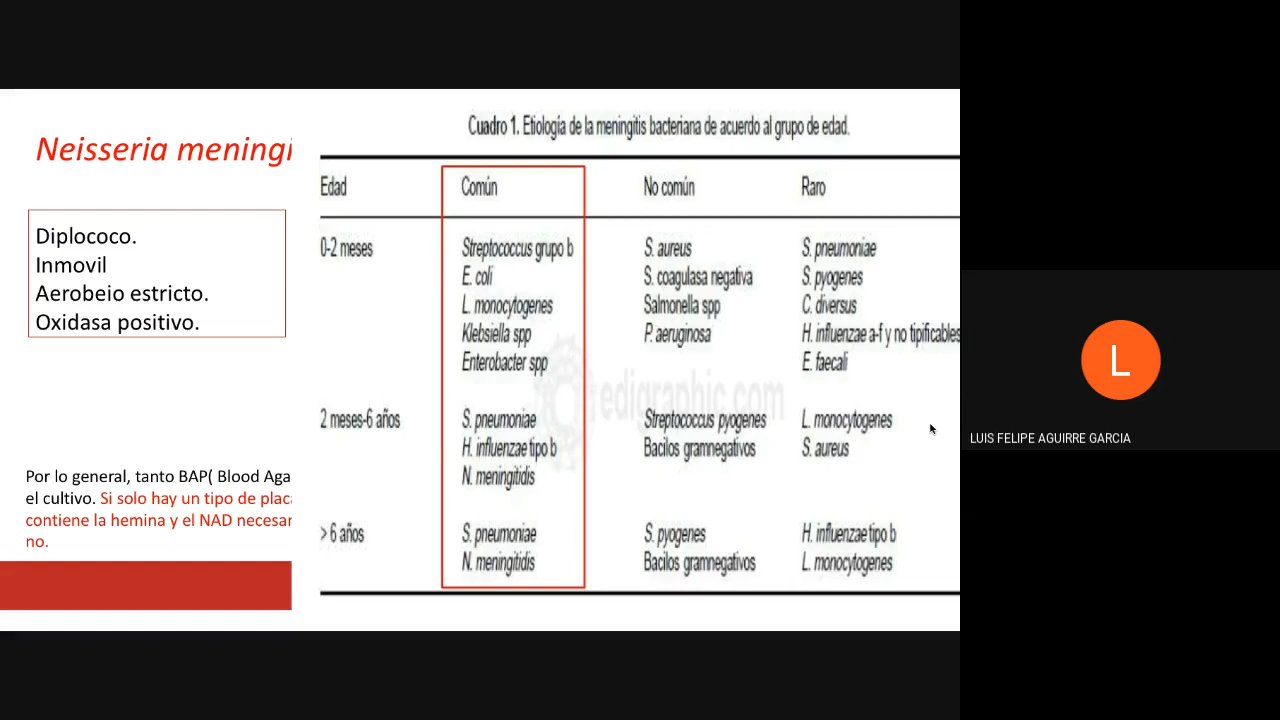 Neisseria meningi
Diplococo.
Inmovil
Aerobeio estricto.
Oxidasa positivo.
Por lo general, tanto BAP( Blood Aga
el cultivo. Si solo hay un tipo de placa
contiene la hemina y el NAD necesar
no.
Cuadro 1. Etiología de la meningitis bacteriana de acuerdo al grupo de edad.
Edad Común No común Raro
0-2 meses Streptococcus grupo b S. aureus S. pneumoniae
E. coli S. coagulasa negativa S. pyogenes
L. monocytogenes Salmonella spp C. diversus
Klebsiella spp P. aeruginosa H. influenzae a-f y no tipificables
Enterobacter spp E. faecali
2 meses-6 años S. pneumoniae Streptococcus pyogenes L. monocytogenes
H. influenzae tipo b Bacilos gramnegativos S. aureus
N. meningitidis
> 6 años S. pneumoniae S. pyogenes H. influenzae tipo b
N. meningitidis Bacilos gramnegativos L. monocytogenes
edigraphic.com
L
LUIS FELIPE AGUIRRE GARCIA